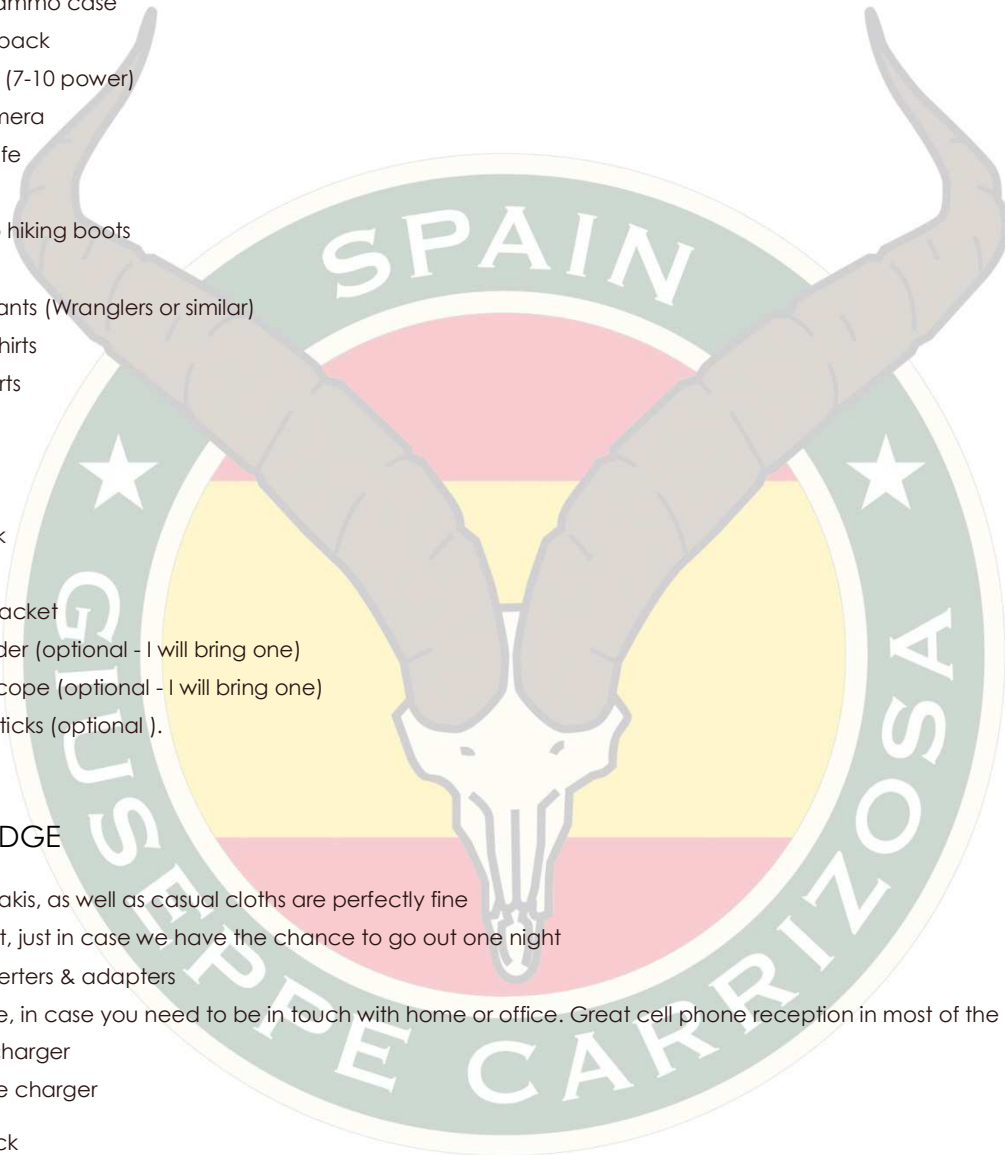 ammo case
pack
(7-10 power)
mera
fe
hiking boots
ants (Wranglers or similar)
hirts
rts
k
acket
der (optional - I will bring one)
cope (optional - I will bring one)
ticks (optional ).
DGE
akis, as well as casual cloths are perfectly fine
t, just in case we have the chance to go out one night
erters & adapters
e, in case you need to be in touch with home or office. Great cell phone reception in most of the
charger
e charger
ck
SPAIN
GIUSEPPE CARRIZOSA